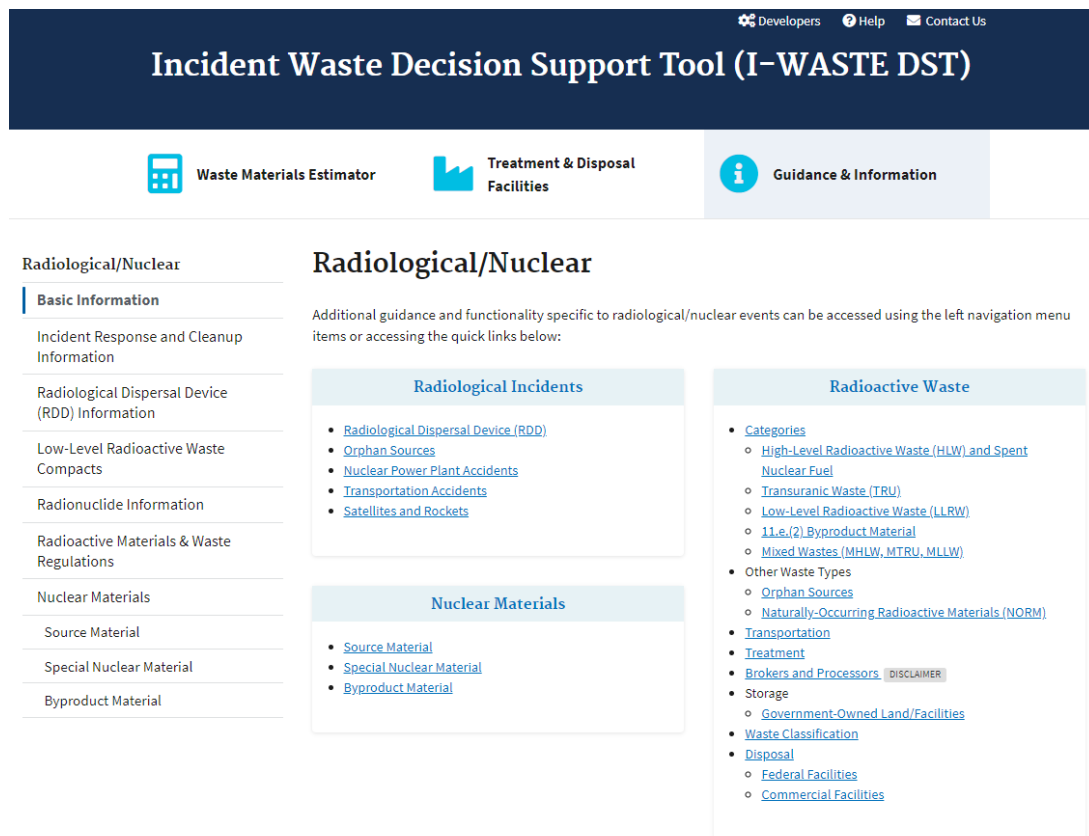 Developers Help Contact Us
Incident Waste Decision Support Tool (I-WASTE DST)
Waste Materials Estimator
Treatment & Disposal
Facilities
Guidance & Information
Radiological/Nuclear
Basic Information
Incident Response and Cleanup
Information
Radiological Dispersal Device
(RDD) Information
Low-Level Radioactive Waste
Compacts
Radionuclide Information
Radioactive Materials & Waste
Regulations
Nuclear Materials
Source Material
Special Nuclear Material
Byproduct Material
Radiological/Nuclear
Additional guidance and functionality specific to radiological/nuclear events can be accessed using the left navigation menu
items or accessing the quick links below:
Radiological Incidents
Radiological Dispersal Device (RDD)
Orphan Sources
Nuclear Power Plant Accidents
Transportation Accidents
Satellites and Rockets
Nuclear Materials
Source Material
Special Nuclear Material
Byproduct Material
Radioactive Waste
Categories
High-Level Radioactive Waste (HLW) and Spent
Nuclear Fuel
Transuranic Waste (TRU)
Low-Level Radioactive Waste (LLRW)
11.e.(2) Byproduct Material
Mixed Wastes (MHLW, MTRU, MLLW)
Other Waste Types
Orphan Sources
Naturally-Occurring Radioactive Materials (NORM)
Transportation
Treatment
Brokers and Processors DISCLAIMER
Storage
Government-Owned Land/Facilities
Waste Classification
Disposal
Federal Facilities
Commercial Facilities